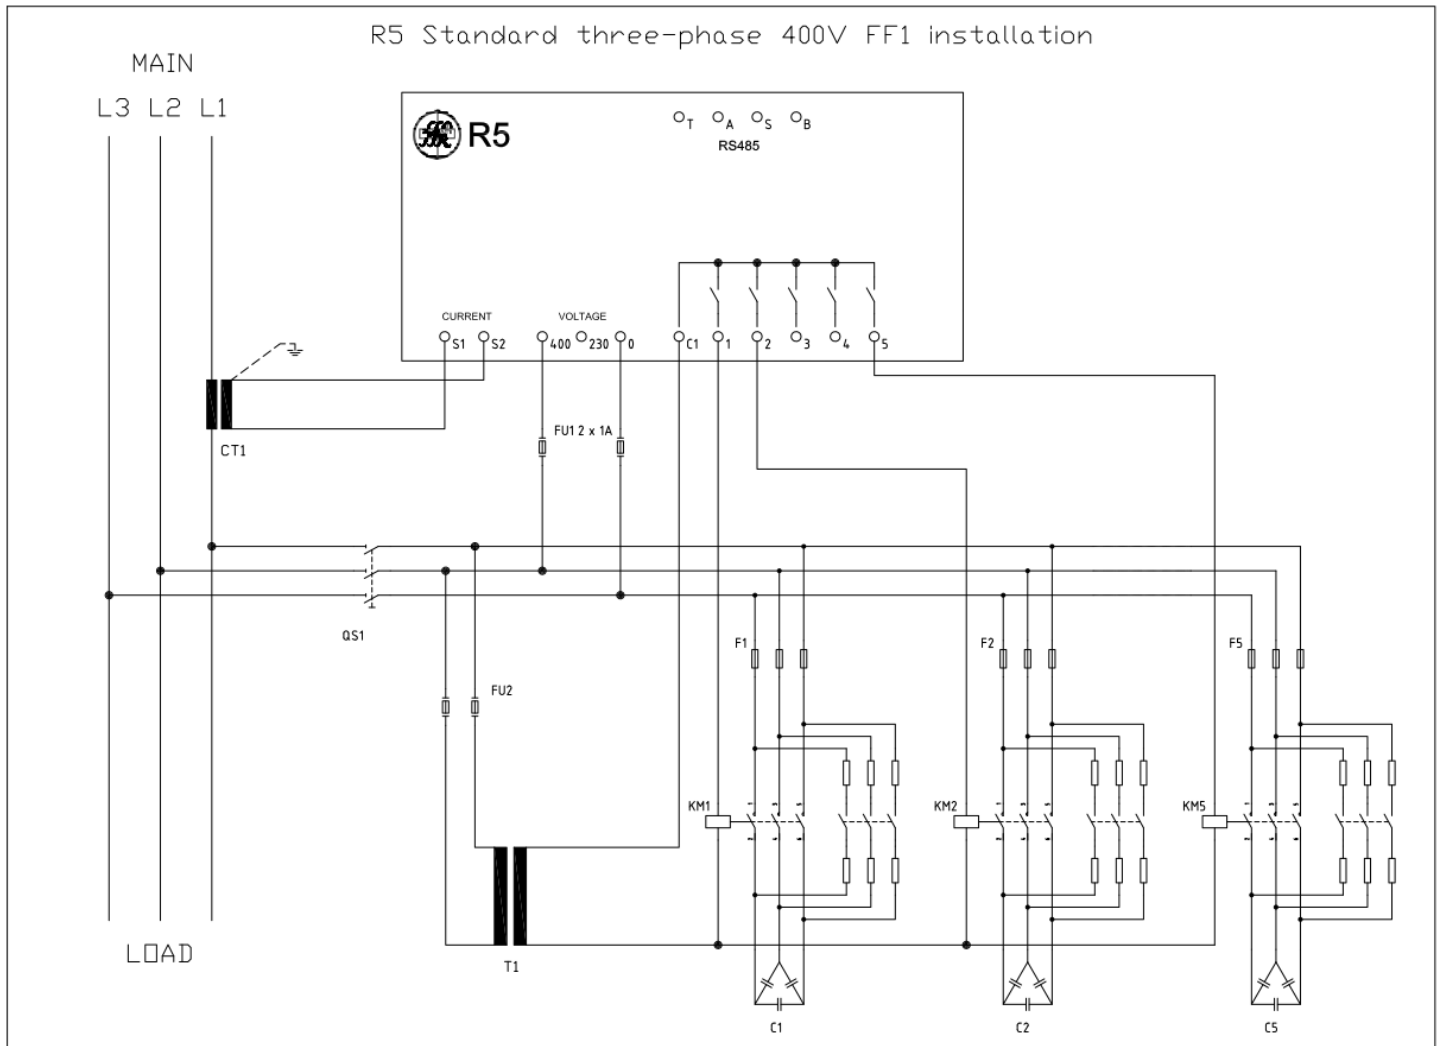 R5 Standard three-phase 400V FF1 installation
MAIN
L3 L2 L1
R5
T A S B
RS485
CURRENT VOLTAGE
S1 S2 400 230 0 C1 1 2 3 4 5
CT1
FU1 2 x 1A
QS1
F1 F2 F5
FU2
KM1 KM2 KM5
LOAD
T1
C1 C2 C5